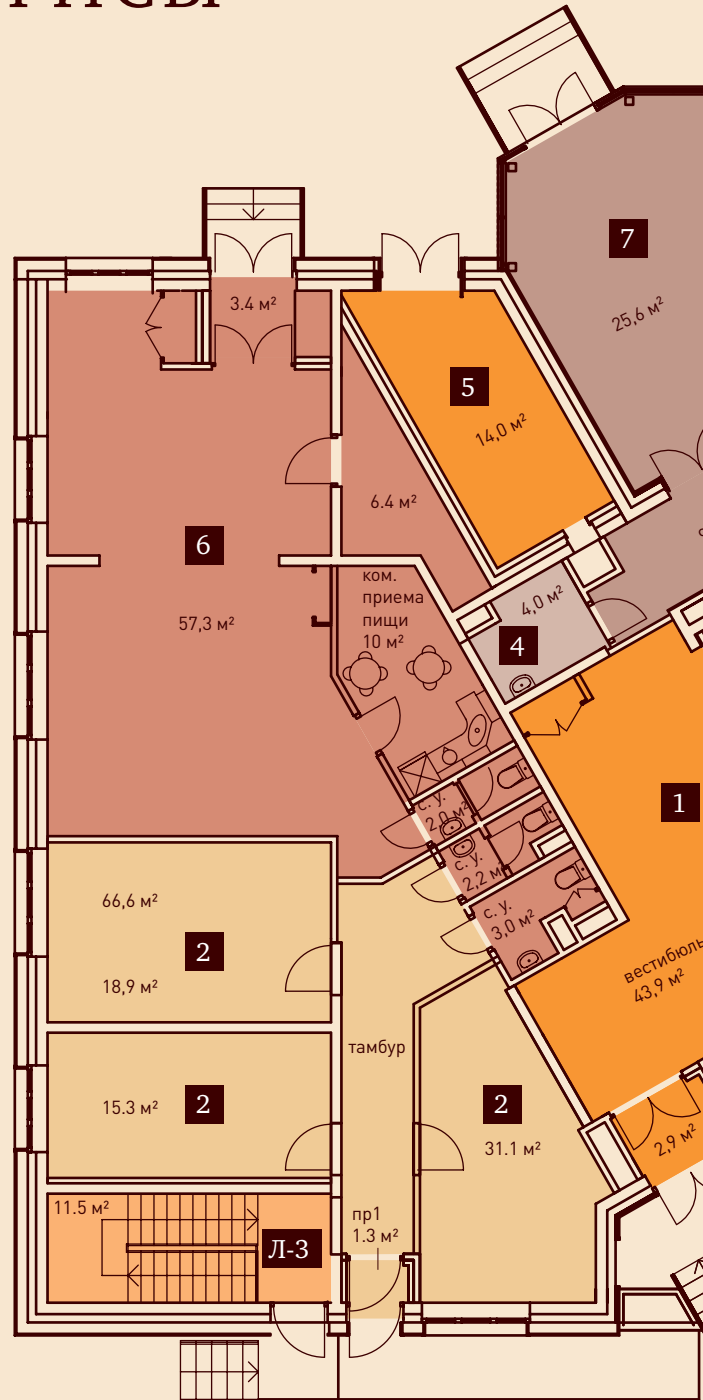 7
25,6 м²
3.4 м²
5
14,0 м²
6.4 м²
6
57,3 м²
ком.
приема
пищи
10 м²
4,0 м²
4
1
с. у.
2,0 м²
с. у.
2,2 м²
с. у.
3,0 м²
66,6 м²
2
18,9 м²
вестибюль
43,9 м²
тамбур
15.3 м²
2
2
31.1 м²
2,9 м²
11.5 м²
Л-3
пр1
1.3 м²